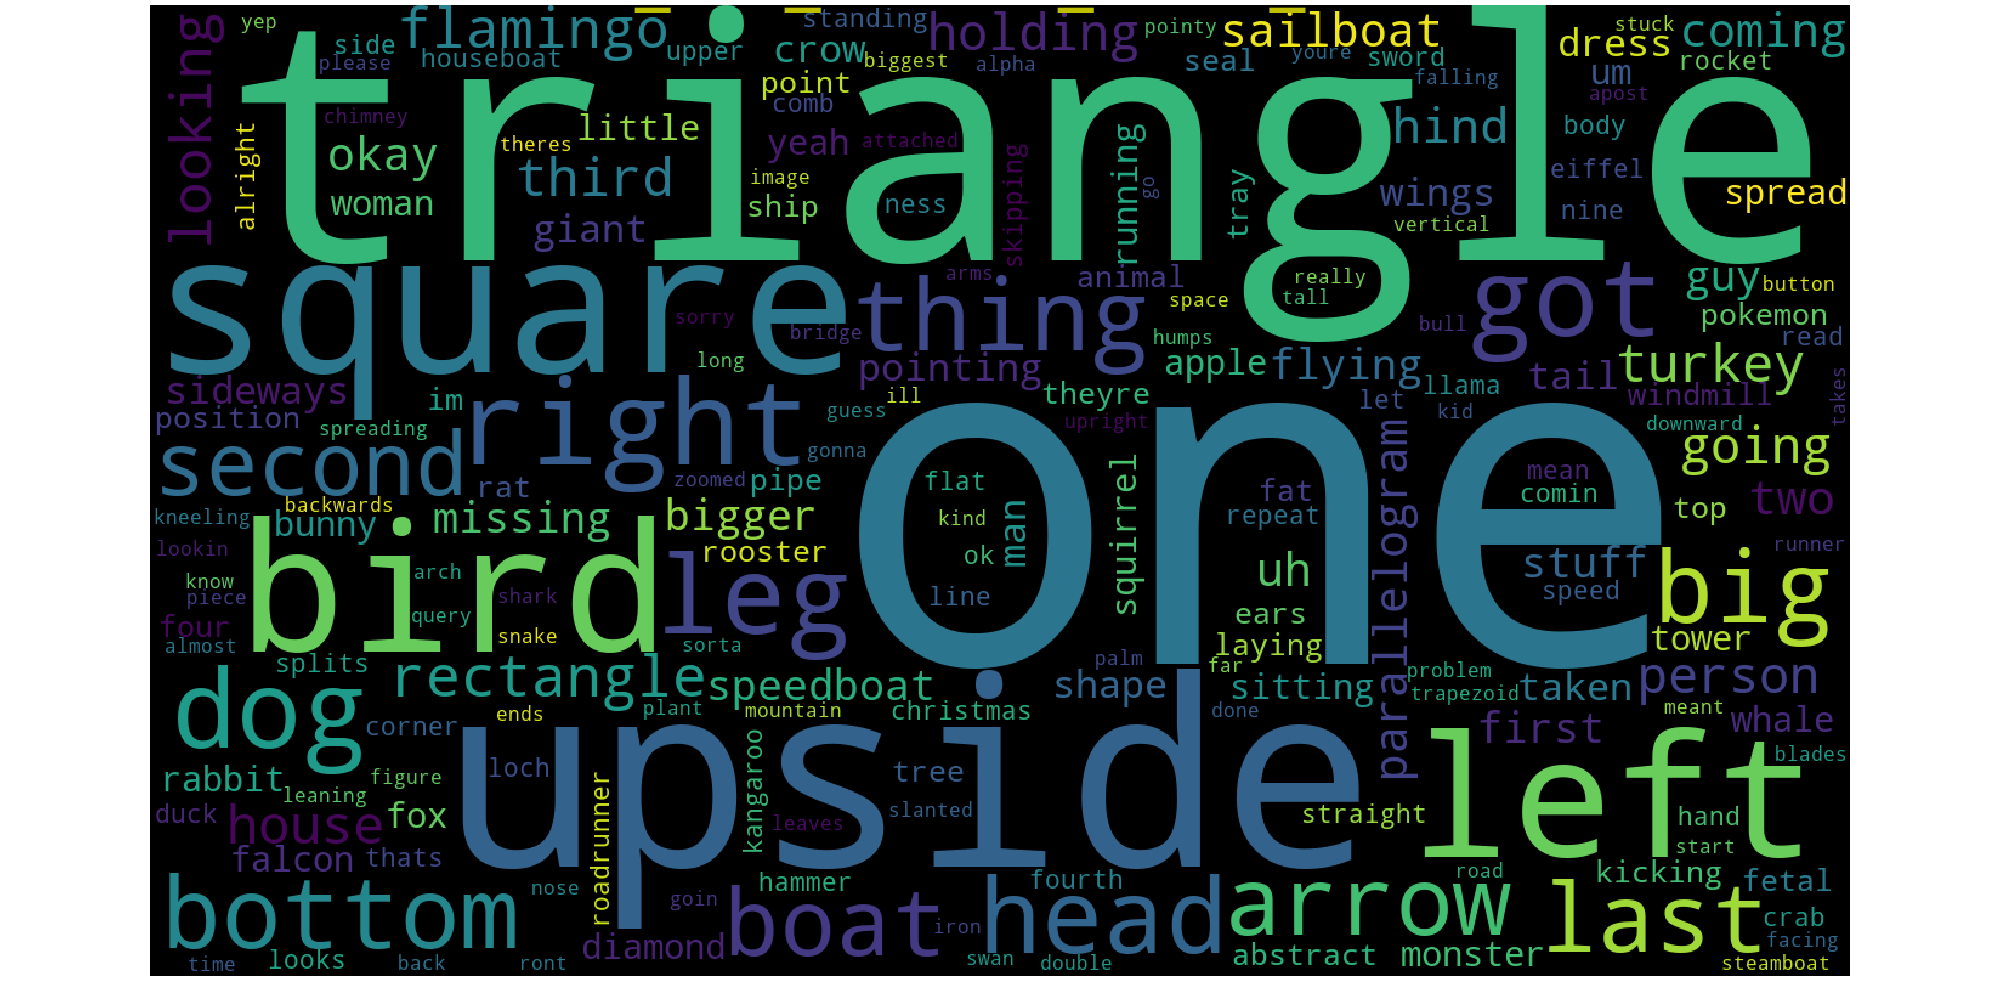 yep
flamingo
standing
holding
pointy
sailboat
stuck
coming
looking
side
houseboat
upper
crow
biggest
alpha
seal
youre
sword
dress
rocket
please
point
falling
um
apost
triangle
chimney
comb
hind
body
alright
okay
theres
little
yeah
attached
skipping
running
go
tray
wings
eiffel
woman
third
image
ship
ness
vertical
nine
spread
giant
square
thing
arms
animal
really
tall
got
guy
button
sorry
bridge
space
humps
bull
pokemon
read
long
pointing
apple
flying
llama
tail
turkey
windmill
takes
sideways
position
im
right
guess
ill
theyre
upright
let
kid
parallelogram
downward
going
spreading
second
gonna
one
zoomed
pipe
rat
flat
squirrel
fat
mean
comin
two
backwards
kneeling
bunny
missing
bigger
kind
man
repeat
top
lookin
bird
rooster
ok
uh
stuff
runner
know
piece
arch
shark
leg
line
speed
big
four
query
snake
ears
almost
splits
sorta
laying
tower
rectangle
speedboat
palm
far
shape
sitting
problem
trapezoid
taken
person
dog
corner
ends
plant
mountain
christmas
done
first
meant
whale
upside
left
rabbit
figure
loch
kangaroo
tree
blades
leaning
duck
house
fox
roadrunner
leaves
slanted
straight
hand
start
falcon
thats
bottom
nose
hammer
fourth
road
kicking
fetal
goin
boat
iron
head
arrow
last
crab
facing
time
looks
back
ront
diamond
swan
double
abstract
monster
steamboat